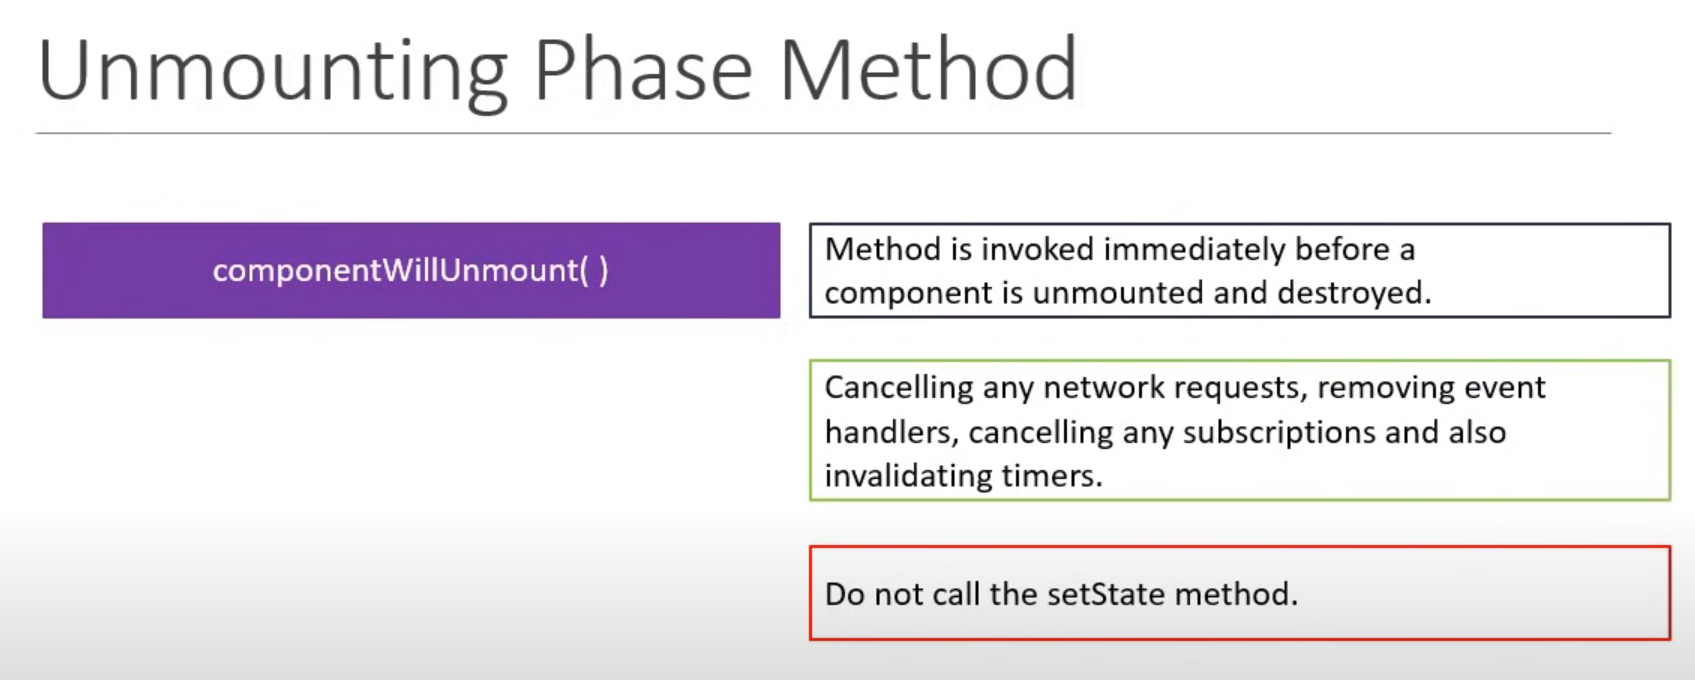 Unmounting Phase Method
componentWillUnmount( )
Method is invoked immediately before a
component is unmounted and destroyed.
Cancelling any network requests, removing event
handlers, cancelling any subscriptions and also
invalidating timers.
Do not call the setState method.